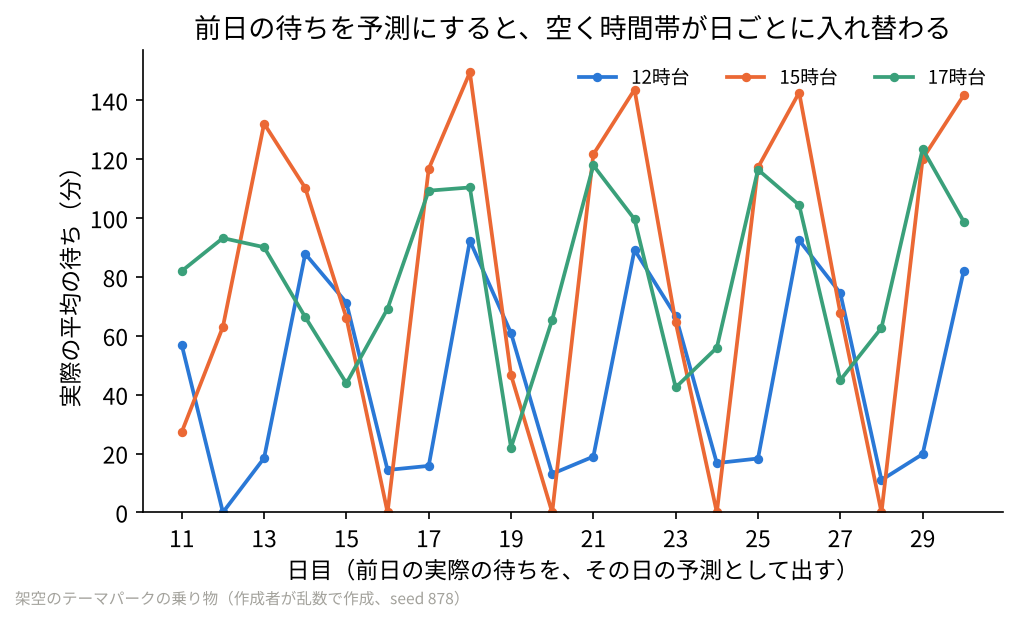 前日の待ちを予測にすると、空く時間帯が日ごとに入れ替わる
12時台 15時台 17時台
実際の平均の待ち（分）
140
120
100
80
60
40
20
0
11 13 15 17 19 21 23 25 27 29
日目（前日の実際の待ちを、その日の予測として出す）
架空のテーマパークの乗り物（作成者が乱数で作成、seed 878）